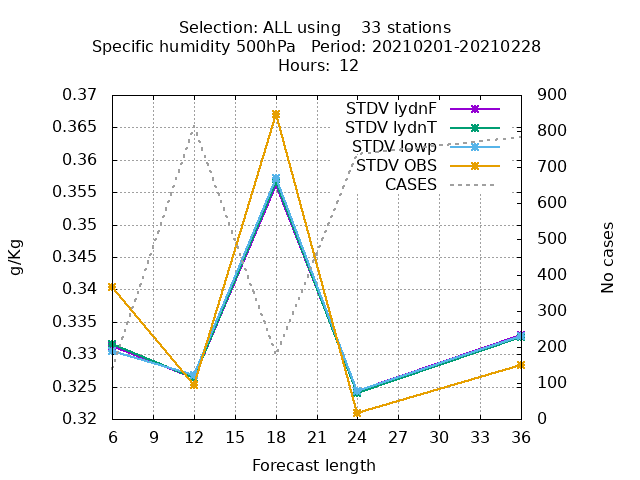 Selection: ALL using    33 stations
Specific humidity 500hPa   Period: 20210201-20210228
Hours:  12
0.37
0.365
0.36
0.355
0.35
0.345
0.34
0.335
0.33
0.325
0.32
g/Kg
STDV lydnF
STDV lydnT
STDV lowp
STDV OBS
CASES
900
800
700
600
500
400
300
200
100
0
No cases
6 9 12 15 18 21 24 27 30 33 36
Forecast length